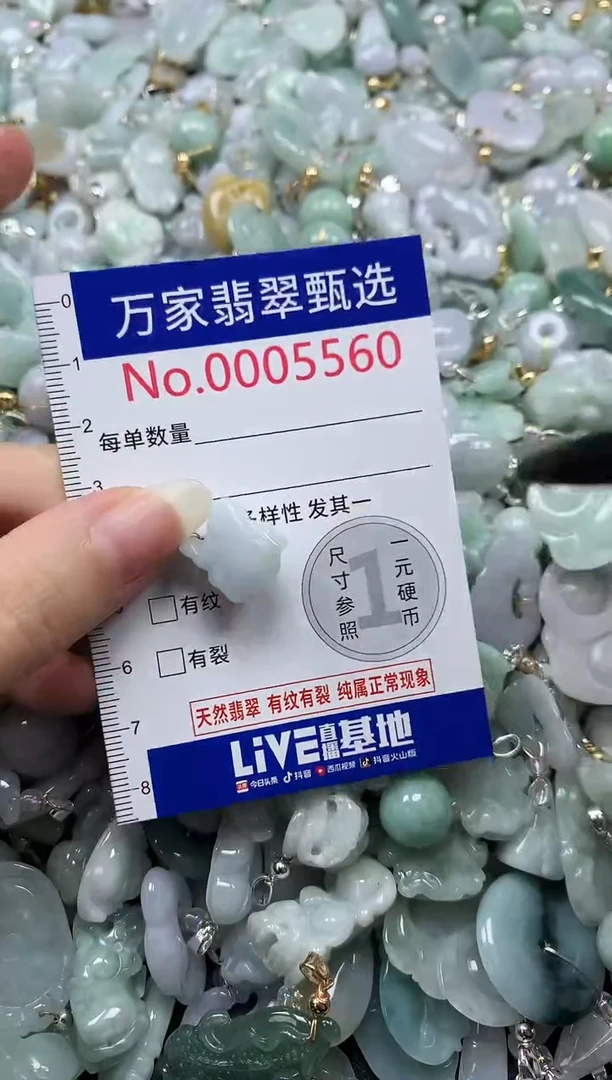 万家翡翠甄选
No.0005560
0
1
2
每单数量
3
多样性 发其一
尺寸参照
1
一元硬币
有纹
6
有裂
天然翡翠 有纹有裂 纯属正常现象
7
LIVE直播基地
8
今日头条 抖音 西瓜视频 抖音火山版